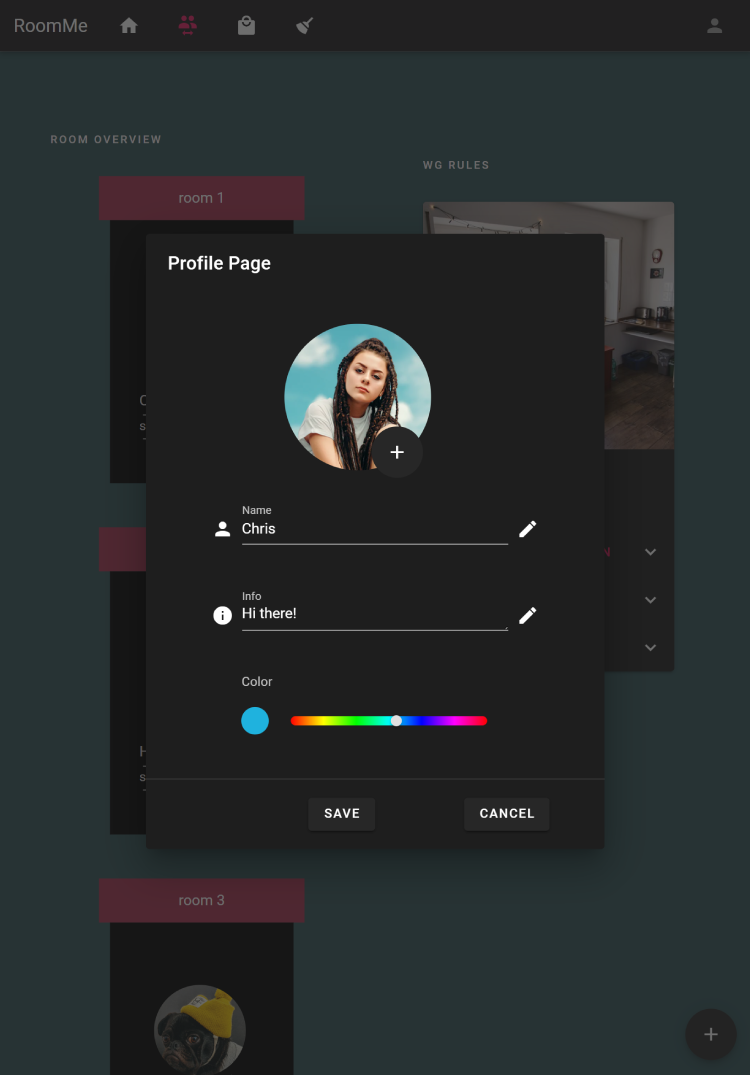 RoomMe
ROOM OVERVIEW
WG RULES
room 1
Profile Page
Name
Chris
Info
Hi there!
Color
SAVE
CANCEL
room 3